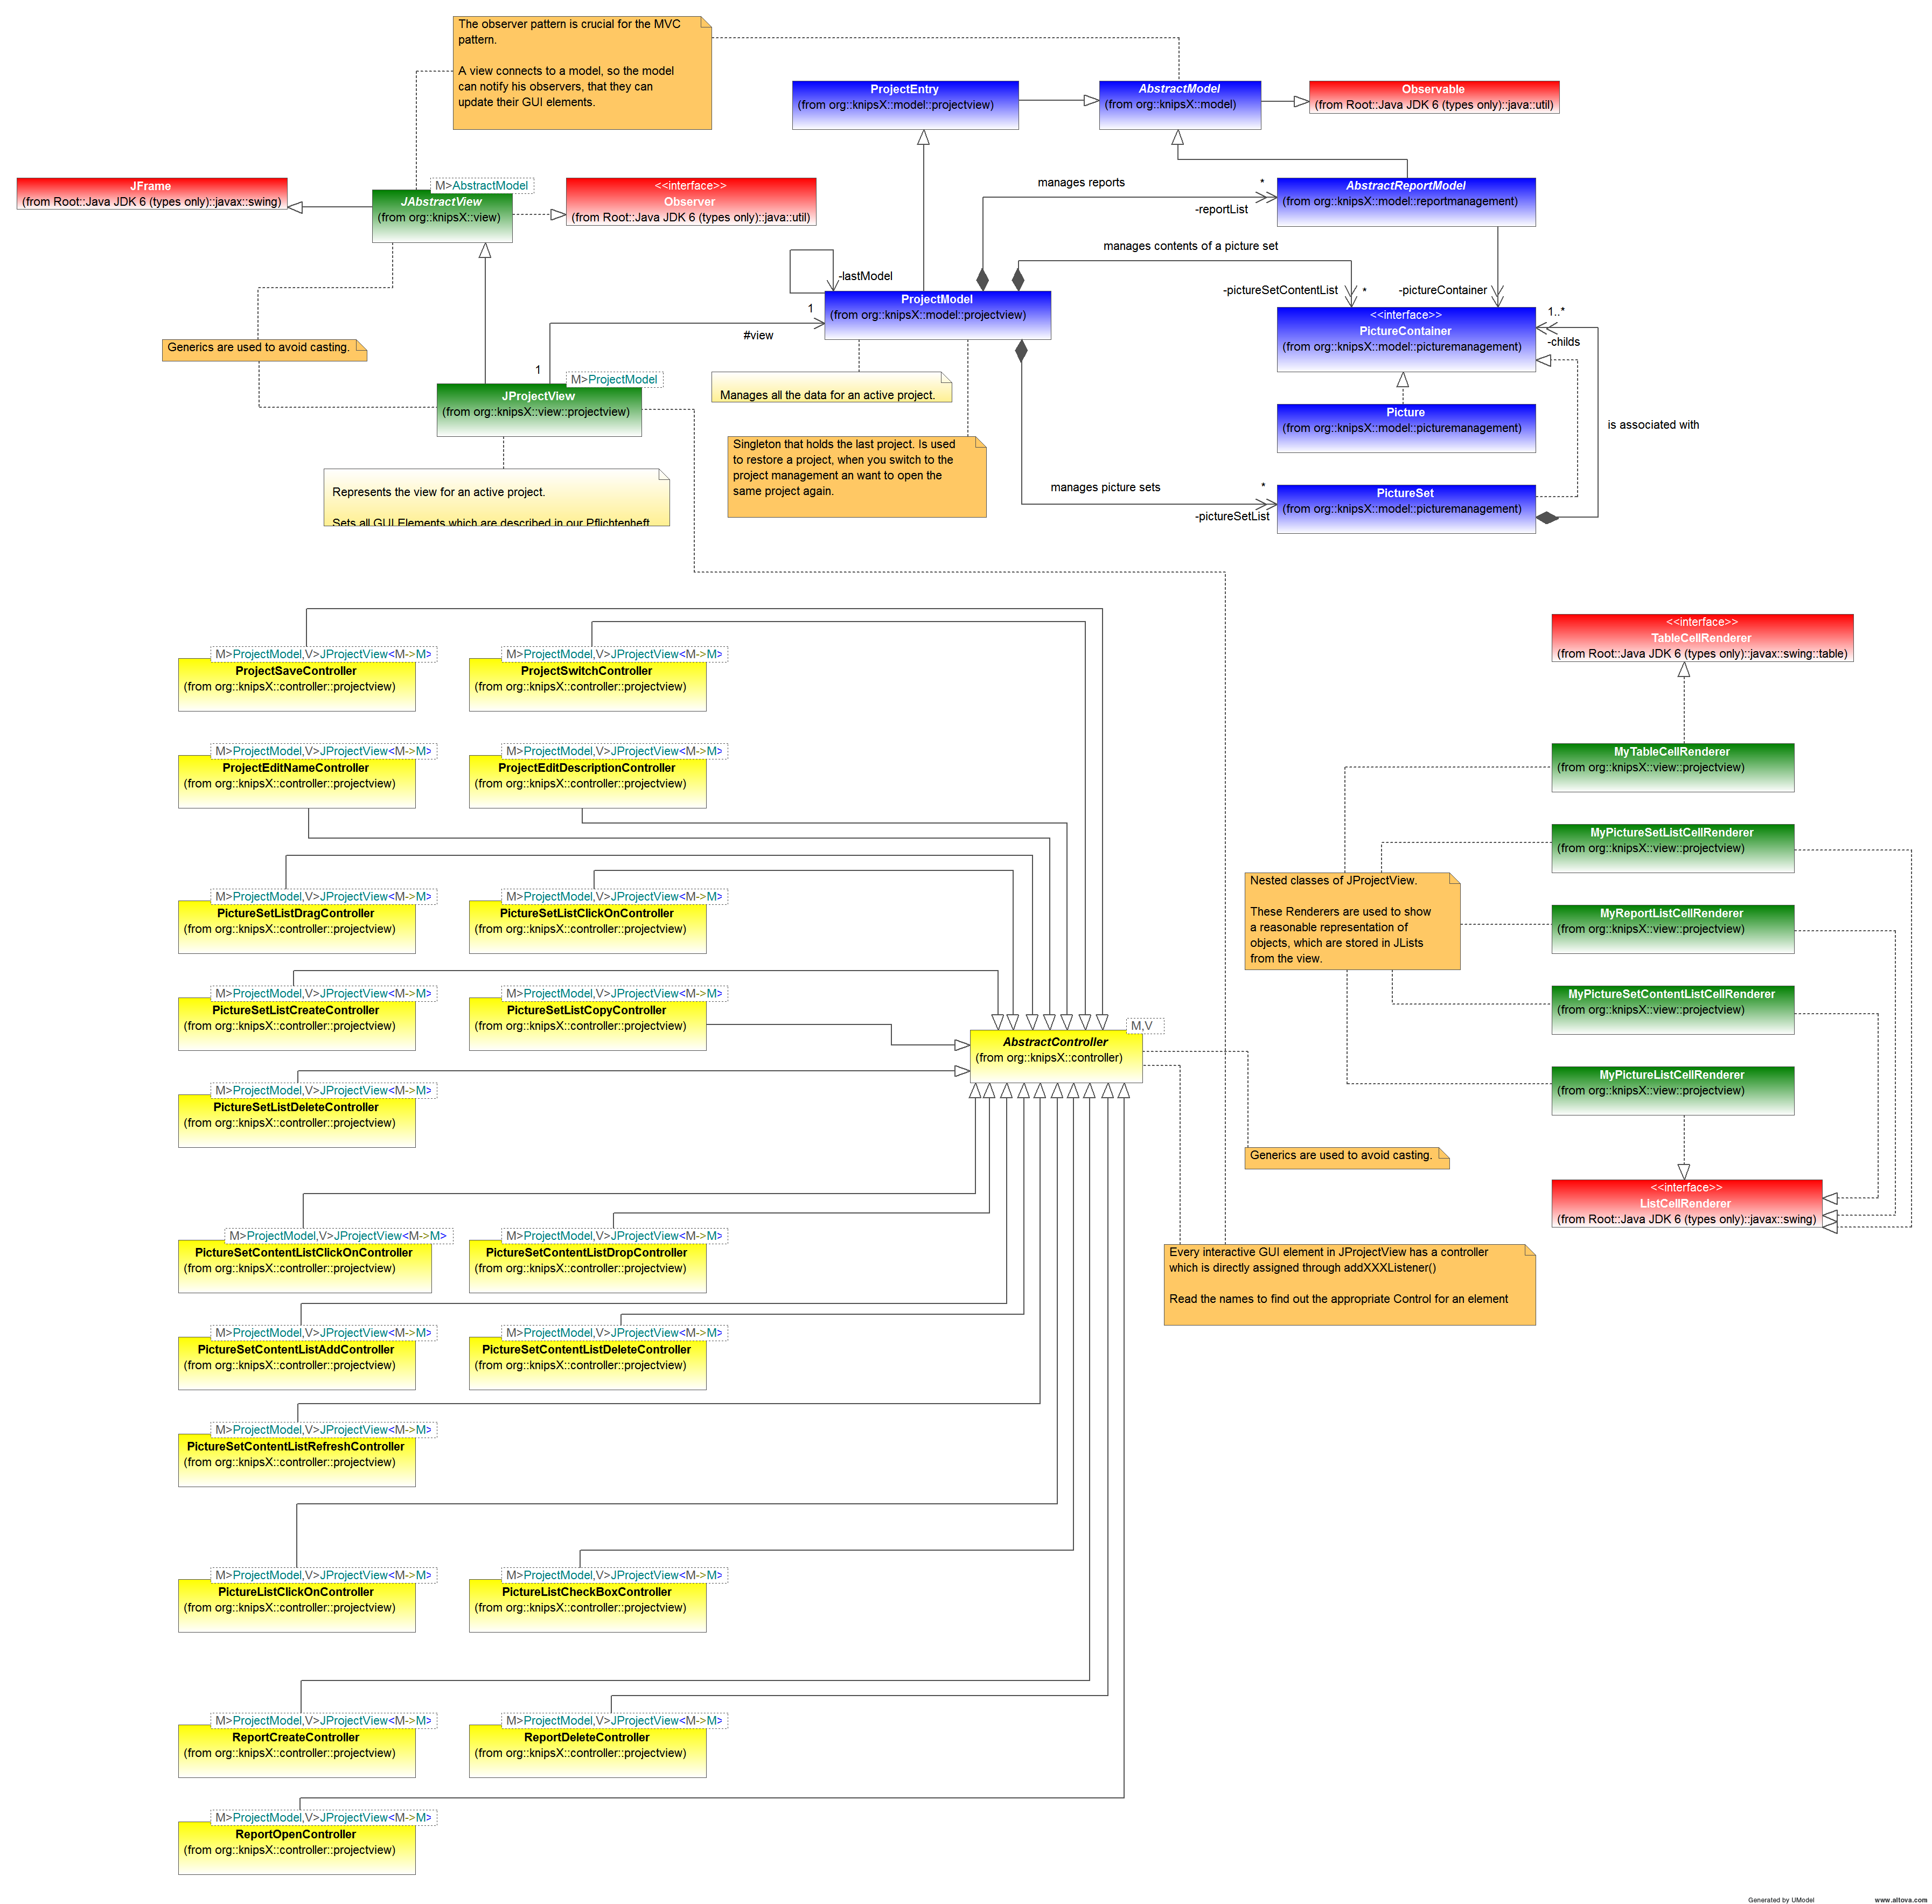 The observer pattern is crucial for the MVC
pattern.
A view connects to a model, so the model
can notify his observers, that they can
update their GUI elements.
ProjectEntry
(from org::knipsX::model::projectview)
AbstractModel
(from org::knipsX::model)
Observable
(from Root::Java JDK 6 (types only)::java::util)
JFrame
(from Root::Java JDK 6 (types only)::javax::swing)
M>AbstractModel
JAbstractView
(from org::knipsX::view)
<<interface>>
Observer
(from Root::Java JDK 6 (types only)::java::util)
manages reports
*
-reportList
AbstractReportModel
(from org::knipsX::model::reportmanagement)
manages contents of a picture set
-lastModel
-pictureSetContentList
*
-pictureContainer
1
ProjectModel
(from org::knipsX::model::projectview)
#view
1
<<interface>>
PictureContainer
(from org::knipsX::model::picturemanagement)
1..*
-childs
Generics are used to avoid casting.
M>ProjectModel
JProjectView
(from org::knipsX::view::projectview)
Manages all the data for an active project.
Picture
(from org::knipsX::model::picturemanagement)
is associated with
Singleton that holds the last project. Is used
to restore a project, when you switch to the
project management an want to open the
same project again.
Represents the view for an active project.
Sets all GUI Elements which are described in our Pflichtenheft
manages picture sets
*
-pictureSetList
PictureSet
(from org::knipsX::model::picturemanagement)
M>ProjectModel,V>JProjectView<M->M>
ProjectSaveController
(from org::knipsX::controller::projectview)
M>ProjectModel,V>JProjectView<M->M>
ProjectSwitchController
(from org::knipsX::controller::projectview)
<<interface>>
TableCellRenderer
(from Root::Java JDK 6 (types only)::javax::swing::table)
M>ProjectModel,V>JProjectView<M->M>
ProjectEditNameController
(from org::knipsX::controller::projectview)
M>ProjectModel,V>JProjectView<M->M>
ProjectEditDescriptionController
(from org::knipsX::controller::projectview)
MyTableCellRenderer
(from org::knipsX::view::projectview)
MyPictureSetListCellRenderer
(from org::knipsX::view::projectview)
M>ProjectModel,V>JProjectView<M->M>
PictureSetListDragController
(from org::knipsX::controller::projectview)
M>ProjectModel,V>JProjectView<M->M>
PictureSetListClickOnController
(from org::knipsX::controller::projectview)
Nested classes of JProjectView.
These Renderers are used to show
a reasonable representation of
objects, which are stored in JLists
from the view.
MyReportListCellRenderer
(from org::knipsX::view::projectview)
M>ProjectModel,V>JProjectView<M->M>
PictureSetListCreateController
(from org::knipsX::controller::projectview)
M>ProjectModel,V>JProjectView<M->M>
PictureSetListCopyController
(from org::knipsX::controller::projectview)
MyPictureSetContentListCellRenderer
(from org::knipsX::view::projectview)
M,V
AbstractController
(from org::knipsX::controller)
M>ProjectModel,V>JProjectView<M->M>
PictureSetListDeleteController
(from org::knipsX::controller::projectview)
MyPictureListCellRenderer
(from org::knipsX::view::projectview)
Generics are used to avoid casting.
<<interface>>
ListCellRenderer
(from Root::Java JDK 6 (types only)::javax::swing)
M>ProjectModel,V>JProjectView<M->M>
PictureSetContentListClickOnController
(from org::knipsX::controller::projectview)
M>ProjectModel,V>JProjectView<M->M>
PictureSetContentListDropController
(from org::knipsX::controller::projectview)
Every interactive GUI element in JProjectView has a controller
which is directly assigned through addXXXListener()
Read the names to find out the appropriate Control for an element
M>ProjectModel,V>JProjectView<M->M>
PictureSetContentListAddController
(from org::knipsX::controller::projectview)
M>ProjectModel,V>JProjectView<M->M>
PictureSetContentListDeleteController
(from org::knipsX::controller::projectview)
M>ProjectModel,V>JProjectView<M->M>
PictureSetContentListRefreshController
(from org::knipsX::controller::projectview)
M>ProjectModel,V>JProjectView<M->M>
PictureListClickOnController
(from org::knipsX::controller::projectview)
M>ProjectModel,V>JProjectView<M->M>
PictureListCheckBoxController
(from org::knipsX::controller::projectview)
M>ProjectModel,V>JProjectView<M->M>
ReportCreateController
(from org::knipsX::controller::projectview)
M>ProjectModel,V>JProjectView<M->M>
ReportDeleteController
(from org::knipsX::controller::projectview)
M>ProjectModel,V>JProjectView<M->M>
ReportOpenController
(from org::knipsX::controller::projectview)
Generated by UModel
www.altova.com